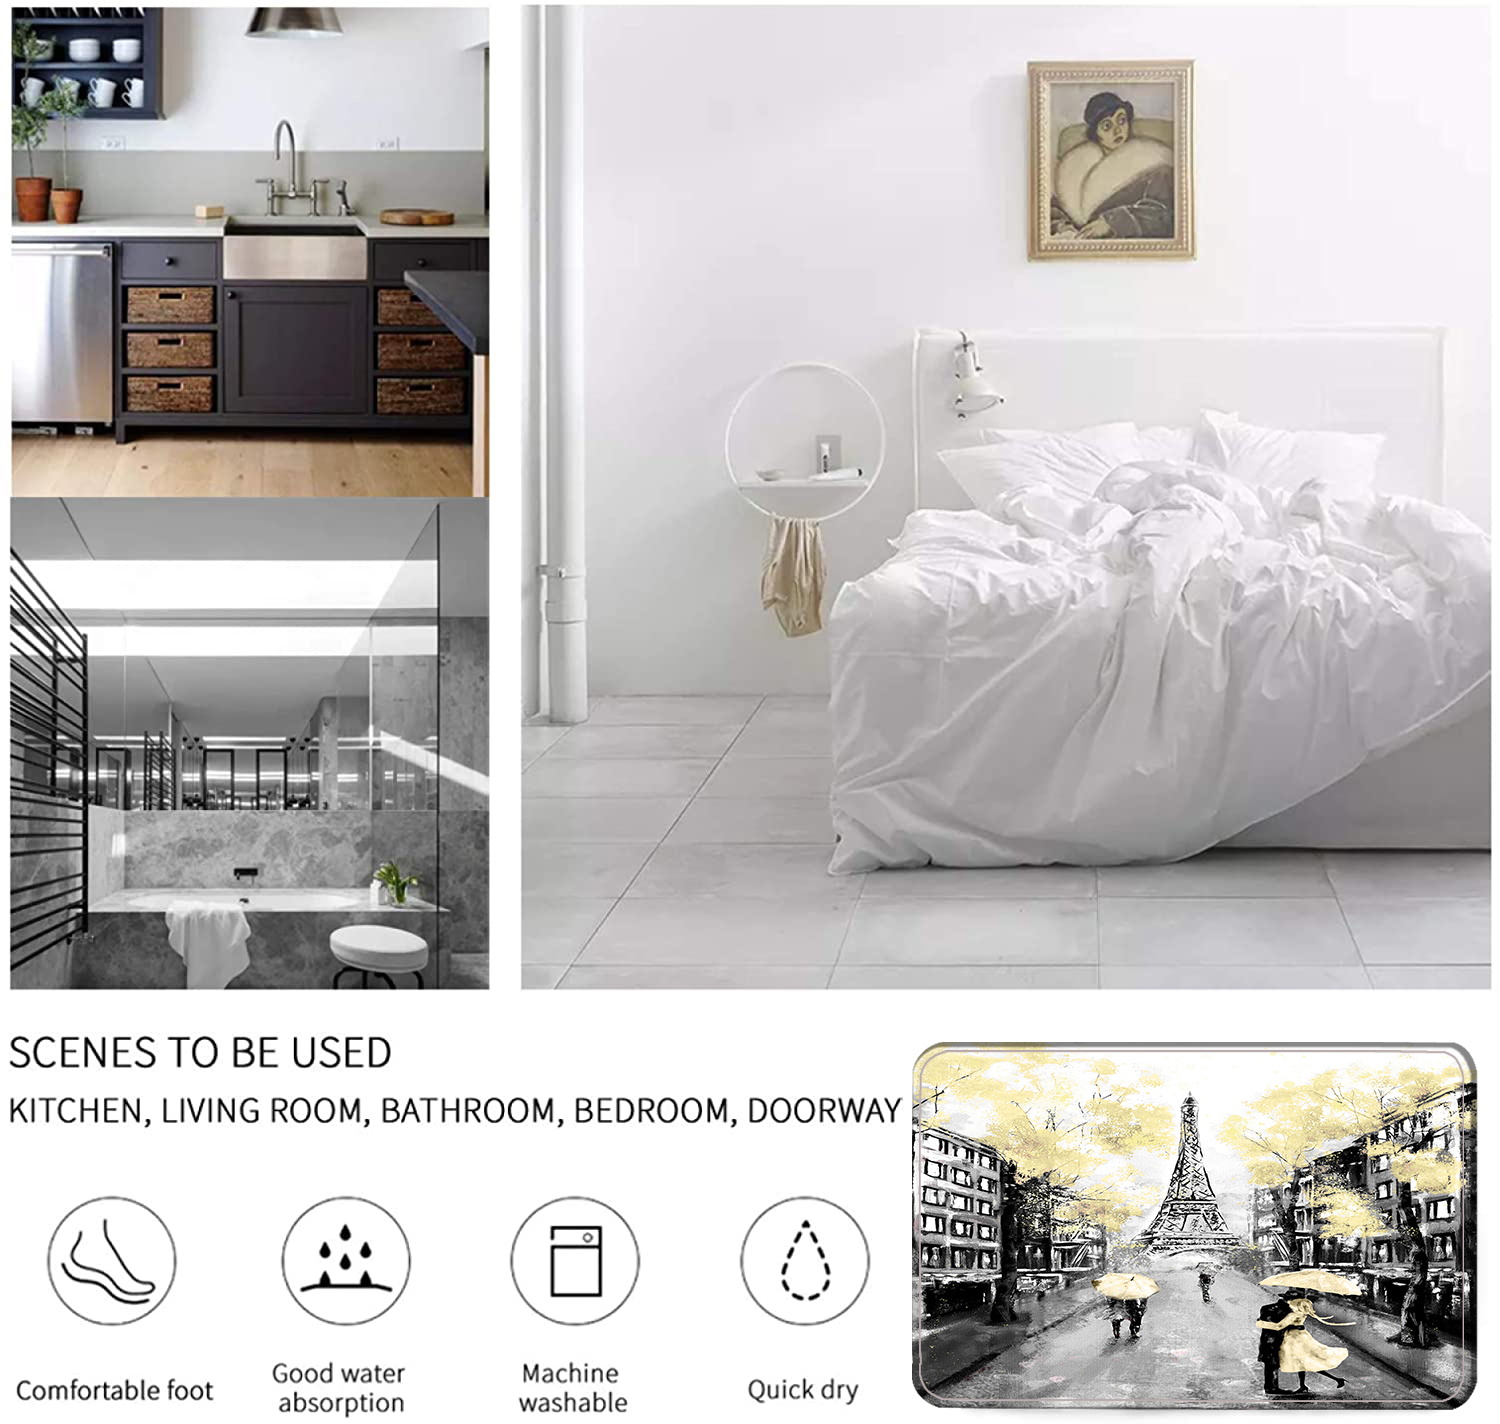 SCENES TO BE USED
KITCHEN, LIVING ROOM, BATHROOM, BEDROOM, DOORWAY
Comfortable foot
Good water
absorption
Machine
washable
Quick dry